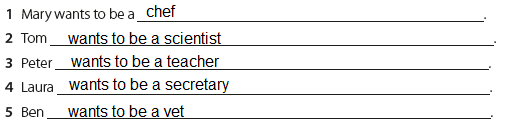 1 Mary wants to be a chef.
2 Tom wants to be a scientist.
3 Peter wants to be a teacher.
4 Laura wants to be a secretary.
5 Ben wants to be a vet.